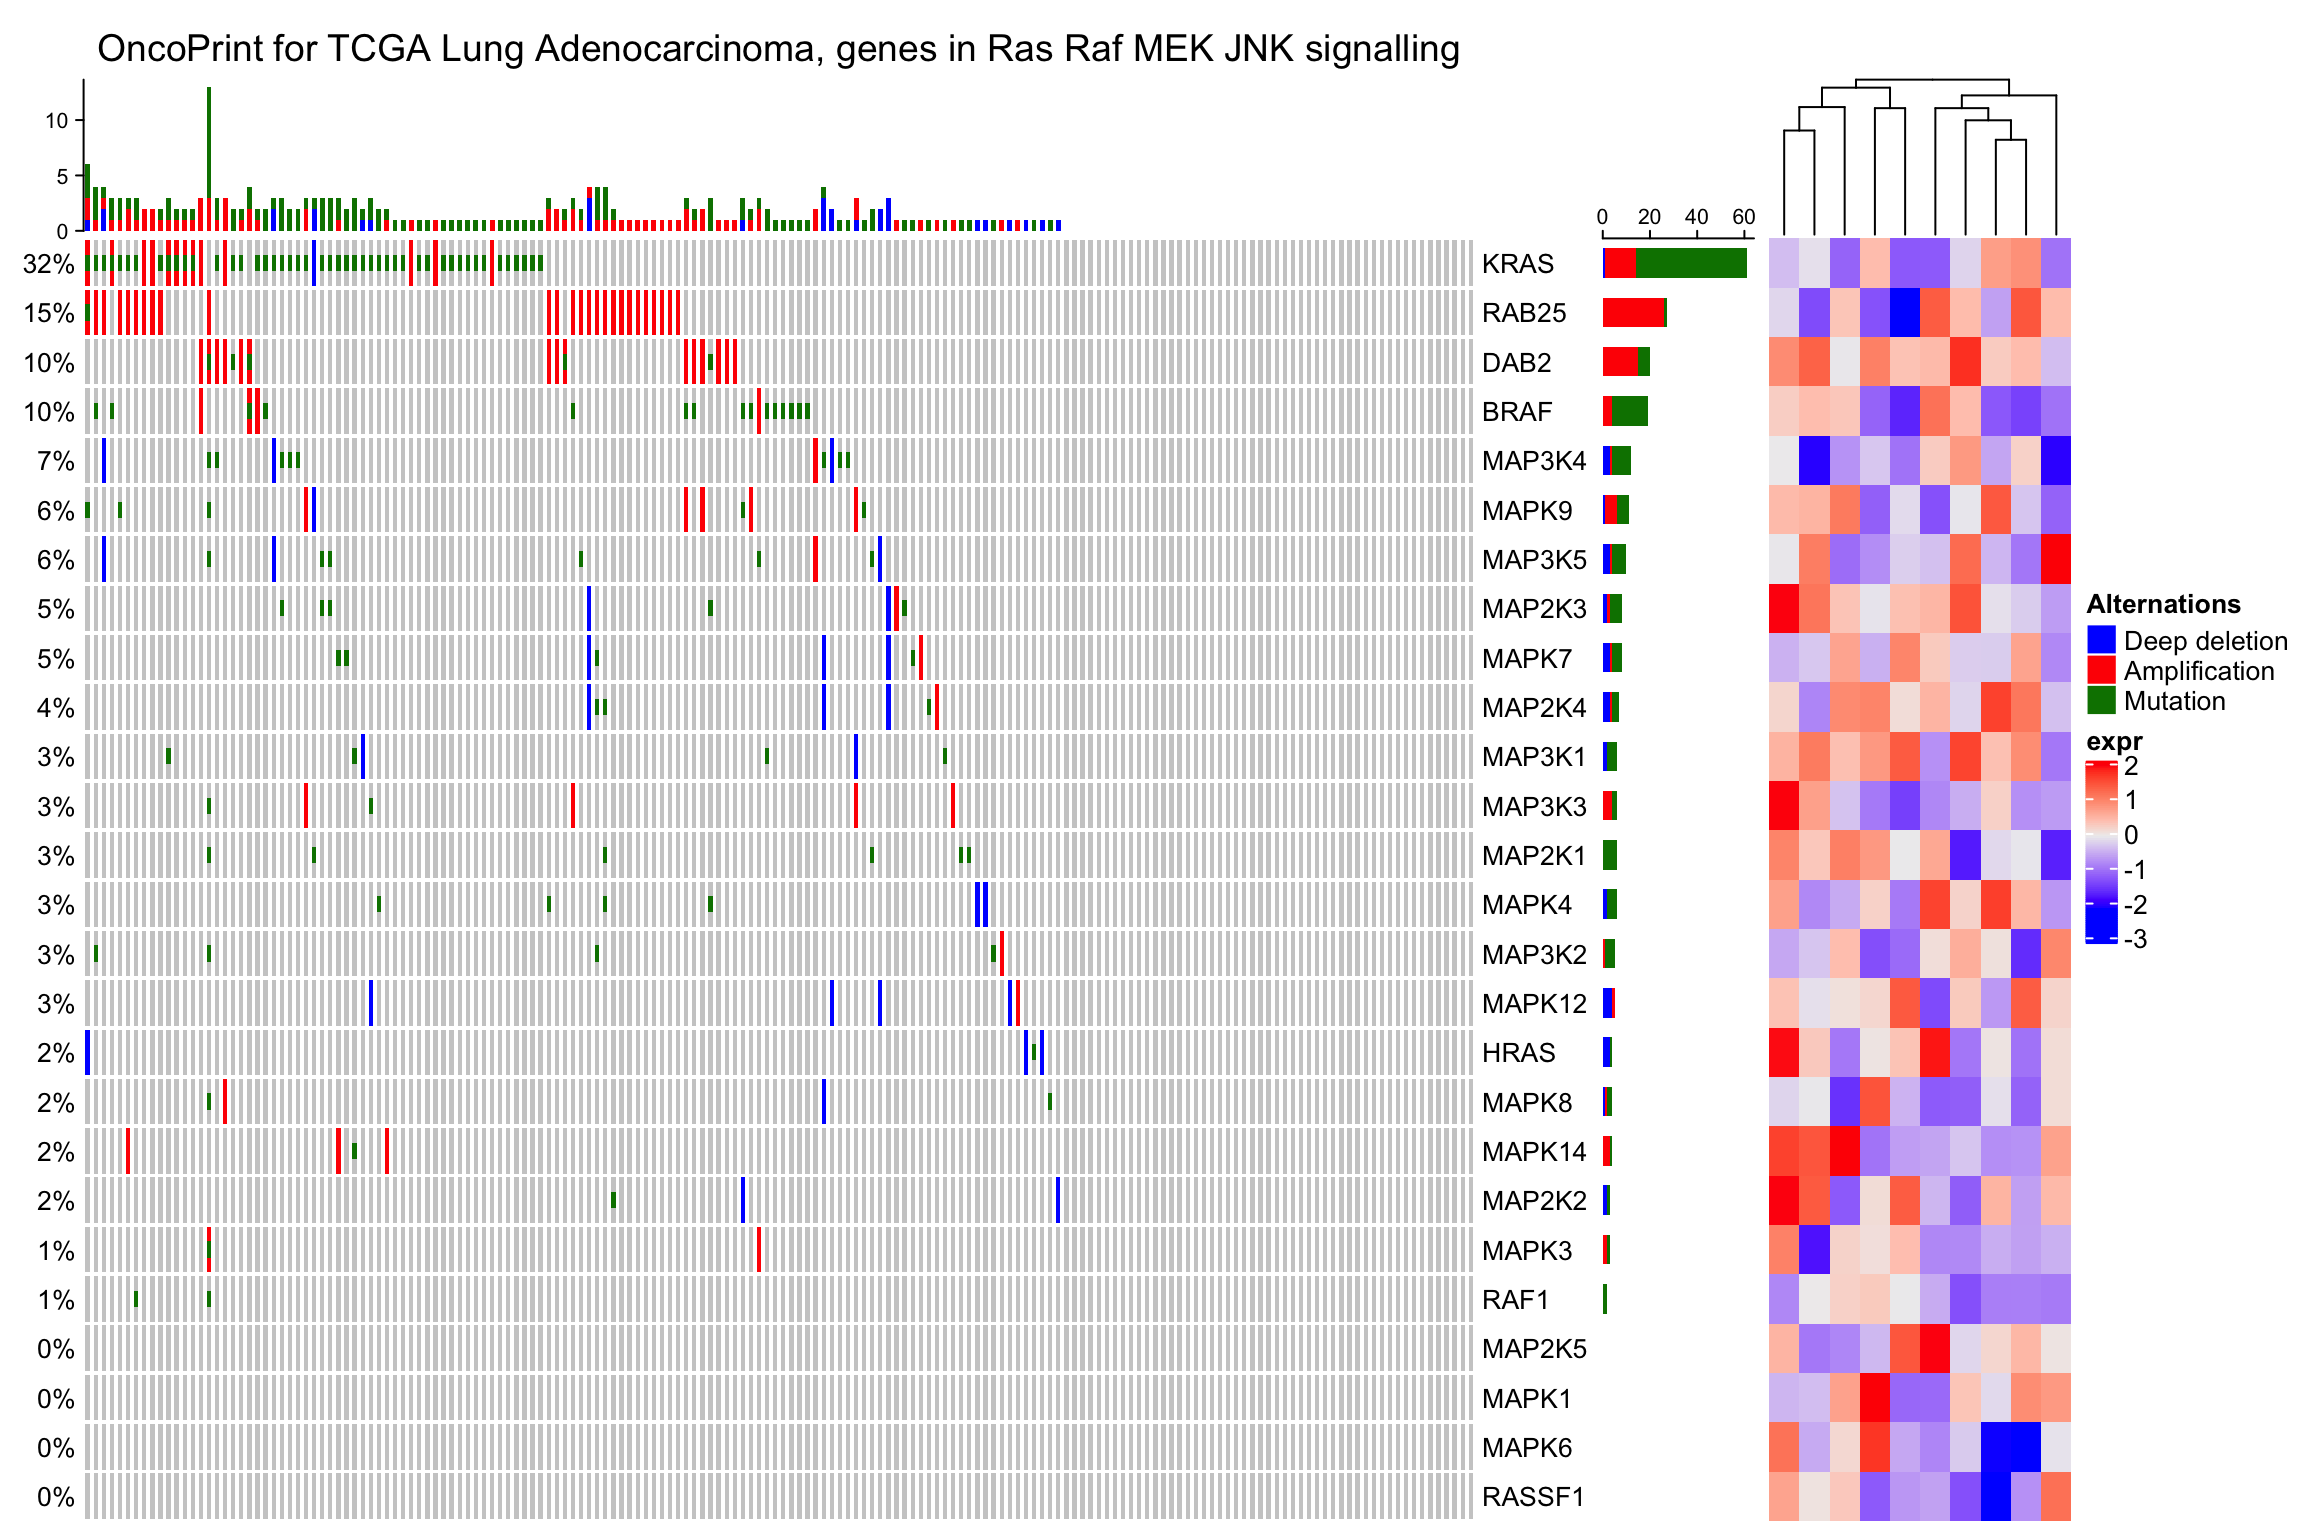 OncoPrint for TCGA Lung Adenocarcinoma, genes in Ras Raf MEK JNK signalling
10
5
0
0 20 40 60
32% KRAS
15% RAB25
10% DAB2
10% BRAF
7% MAP3K4
6% MAPK9
6% MAP3K5
5% MAP2K3
5% MAPK7
4% MAP2K4
3% MAP3K1
3% MAP3K3
3% MAP2K1
3% MAPK4
3% MAP3K2
3% MAPK12
2% HRAS
2% MAPK8
2% MAPK14
2% MAP2K2
1% MAPK3
1% RAF1
0% MAP2K5
0% MAPK1
0% MAPK6
0% RASSF1
Alternations
Deep deletion
Amplification
Mutation
expr
2
1
0
-1
-2
-3